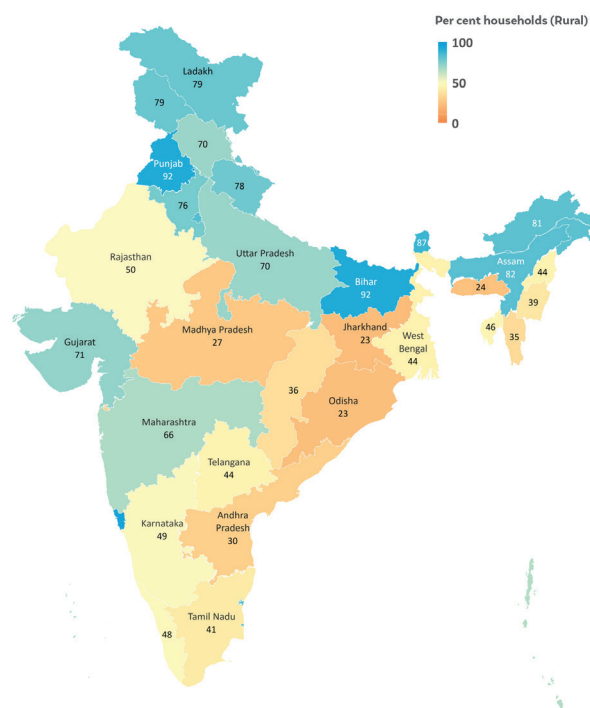 Per cent households (Rural)
100
50
0
Ladakh
79
79
70
Punjab
92
78
76
81
87
Rajasthan
50
Uttar Pradesh
70
Assam
82
Bihar
92
44
24
39
Jharkhand
23
46
West
Bengal
44
35
Madhya Pradesh
27
Gujarat
71
36
Odisha
23
Maharashtra
66
Telangana
44
Andhra
Pradesh
30
Karnataka
49
Tamil Nadu
41
48